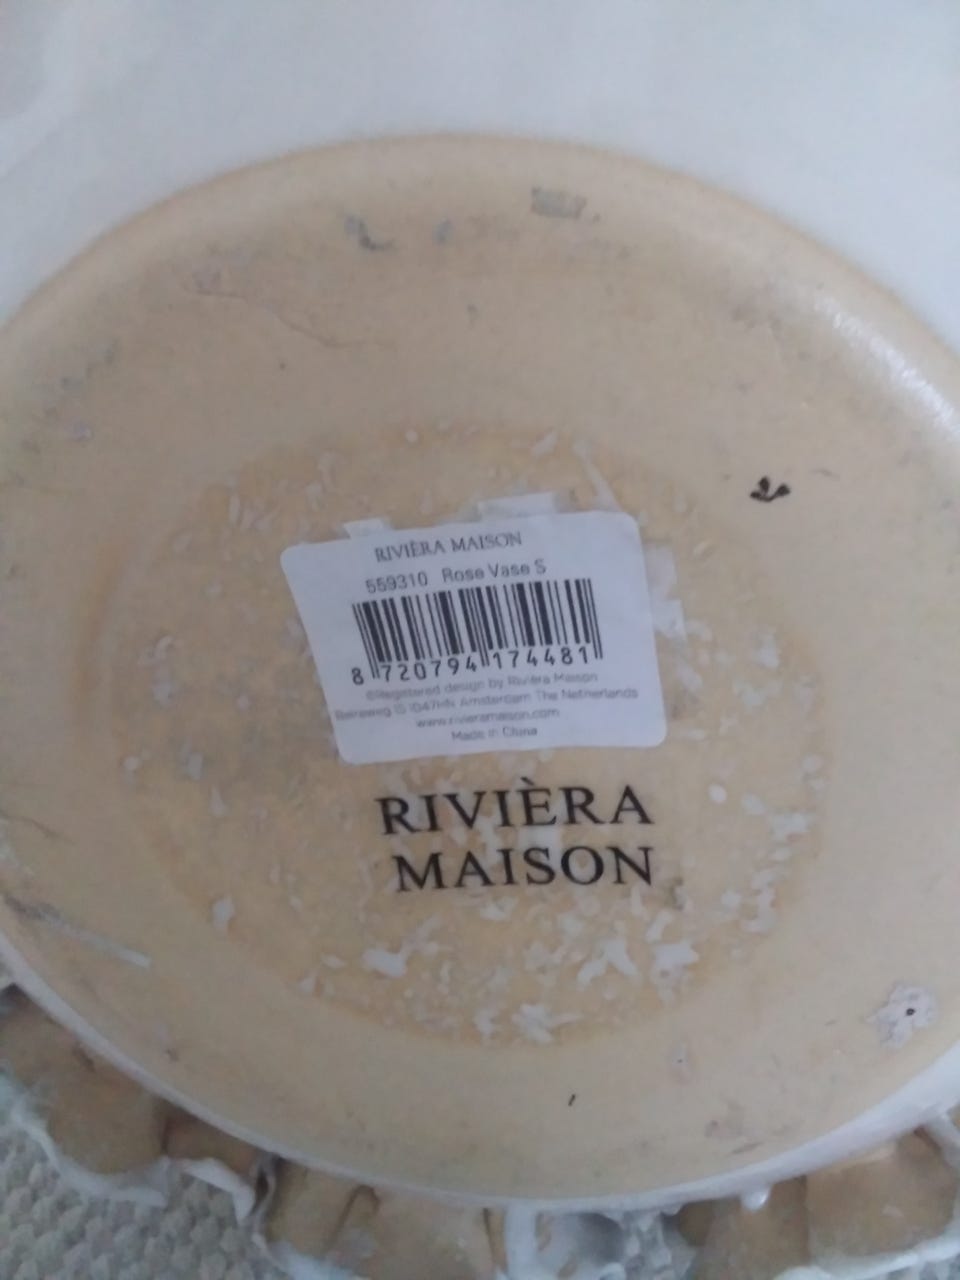 RIVIÈRA MAISON
559310 Rose Vase S
8 720794 174481
©Registered design by Rivièra Maison
1047HN Amsterdam The Netherlands
www.rivieramaison.com
Made in China
RIVIÈRA
MAISON